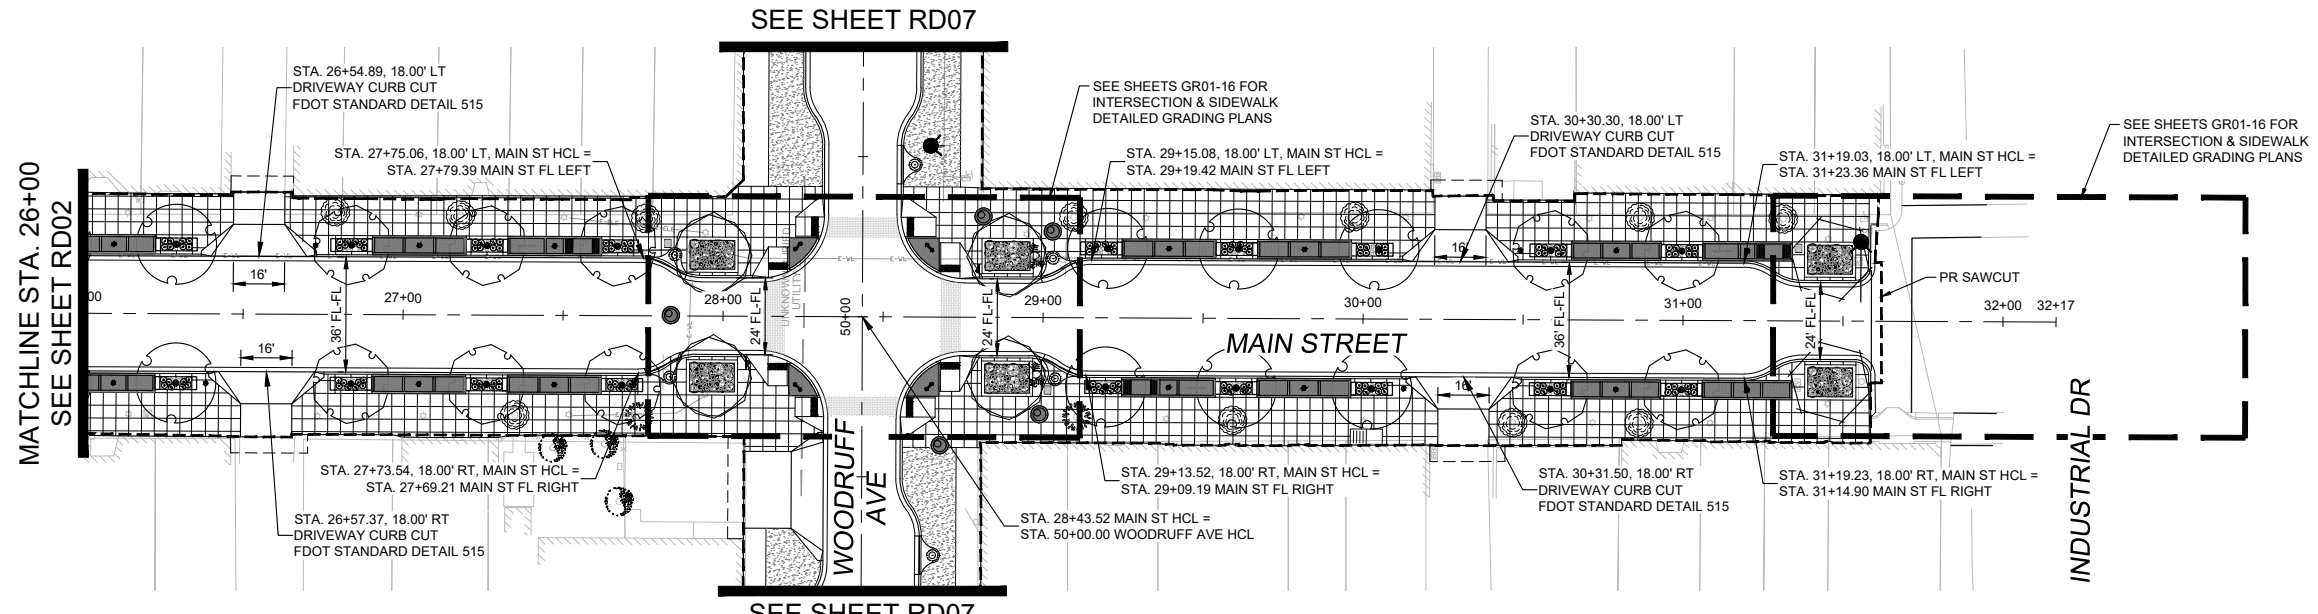 SEE SHEET RD07
STA. 26+54.89, 18.00' LT
DRIVEWAY CURB CUT
FDOT STANDARD DETAIL 515
SEE SHEETS GR01-16 FOR
INTERSECTION & SIDEWALK
DETAILED GRADING PLANS
STA. 30+30.30, 18.00' LT
DRIVEWAY CURB CUT
FDOT STANDARD DETAIL 515
SEE SHEETS GR01-16 FOR
INTERSECTION & SIDEWALK
DETAILED GRADING PLANS
STA. 27+75.06, 18.00' LT, MAIN ST HCL =
STA. 27+79.39 MAIN ST FL LEFT
STA. 29+15.08, 18.00' LT, MAIN ST HCL =
STA. 29+19.42 MAIN ST FL LEFT
STA. 31+19.03, 18.00' LT, MAIN ST HCL =
STA. 31+23.36 MAIN ST FL LEFT
MATCHLINE STA. 26+00
SEE SHEET RD02
16'
16'
PR SAWCUT
00
27+00
28+00
29+00
30+00
31+00
32+00
32+17
36' FL-FL
24' FL-FL
UTILITY
50+00
24' FL-FL
36' FL-FL
24' FL-FL
MAIN STREET
16'
16'
WOODRUFF
AVE
INDUSTRIAL DR
STA. 27+73.54, 18.00' RT, MAIN ST HCL =
STA. 27+69.21 MAIN ST FL RIGHT
STA. 29+13.52, 18.00' RT, MAIN ST HCL =
STA. 29+09.19 MAIN ST FL RIGHT
STA. 30+31.50, 18.00' RT
DRIVEWAY CURB CUT
FDOT STANDARD DETAIL 515
STA. 31+19.23, 18.00' RT, MAIN ST HCL =
STA. 31+14.90 MAIN ST FL RIGHT
STA. 26+57.37, 18.00' RT
DRIVEWAY CURB CUT
FDOT STANDARD DETAIL 515
STA. 28+43.52 MAIN ST HCL =
STA. 50+00.00 WOODRUFF AVE HCL
SEE SHEET RD07